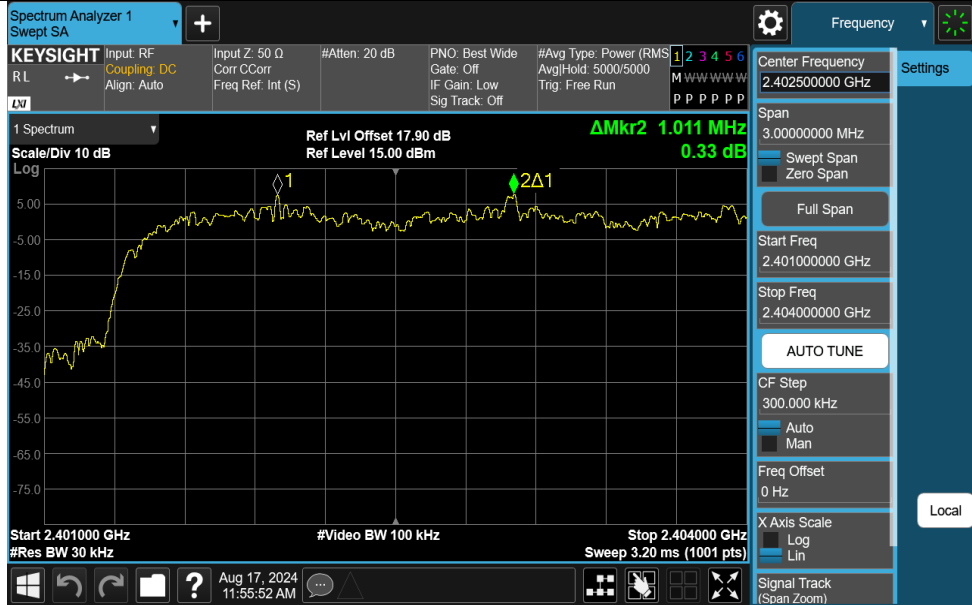 Spectrum Analyzer 1
Swept SA
Frequency
KEYSIGHT
R L
LXI
Input: RF
Coupling: DC
Align: Auto
Input Z: 50 Ω
Corr CCorr
Freq Ref: Int (S)
#Atten: 20 dB
PNO: Best Wide
Gate: Off
IF Gain: Low
Sig Track: Off
#Avg Type: Power (RMS
Avg|Hold: 5000/5000
Trig: Free Run
1 2 3 4 5 6
M W W W W W
P P P P P P
1 Spectrum
Scale/Div 10 dB
Ref Lvl Offset 17.90 dB
Ref Level 15.00 dBm
ΔMkr2 1.011 MHz
0.33 dB
Log
1
2Δ1
5.00
-5.00
-15.0
-25.0
-35.0
-45.0
-55.0
-65.0
-75.0
Start 2.401000 GHz
#Res BW 30 kHz
#Video BW 100 kHz
Stop 2.404000 GHz
Sweep 3.20 ms (1001 pts)
Center Frequency
2.402500000 GHz
Span
3.00000000 MHz
Swept Span
Zero Span
Full Span
Start Freq
2.401000000 GHz
Stop Freq
2.404000000 GHz
AUTO TUNE
CF Step
300.000 kHz
Auto
Man
Freq Offset
0 Hz
X Axis Scale
Log
Lin
Signal Track
(Span Zoom)
Settings
Local
?
Aug 17, 2024
11:55:52 AM